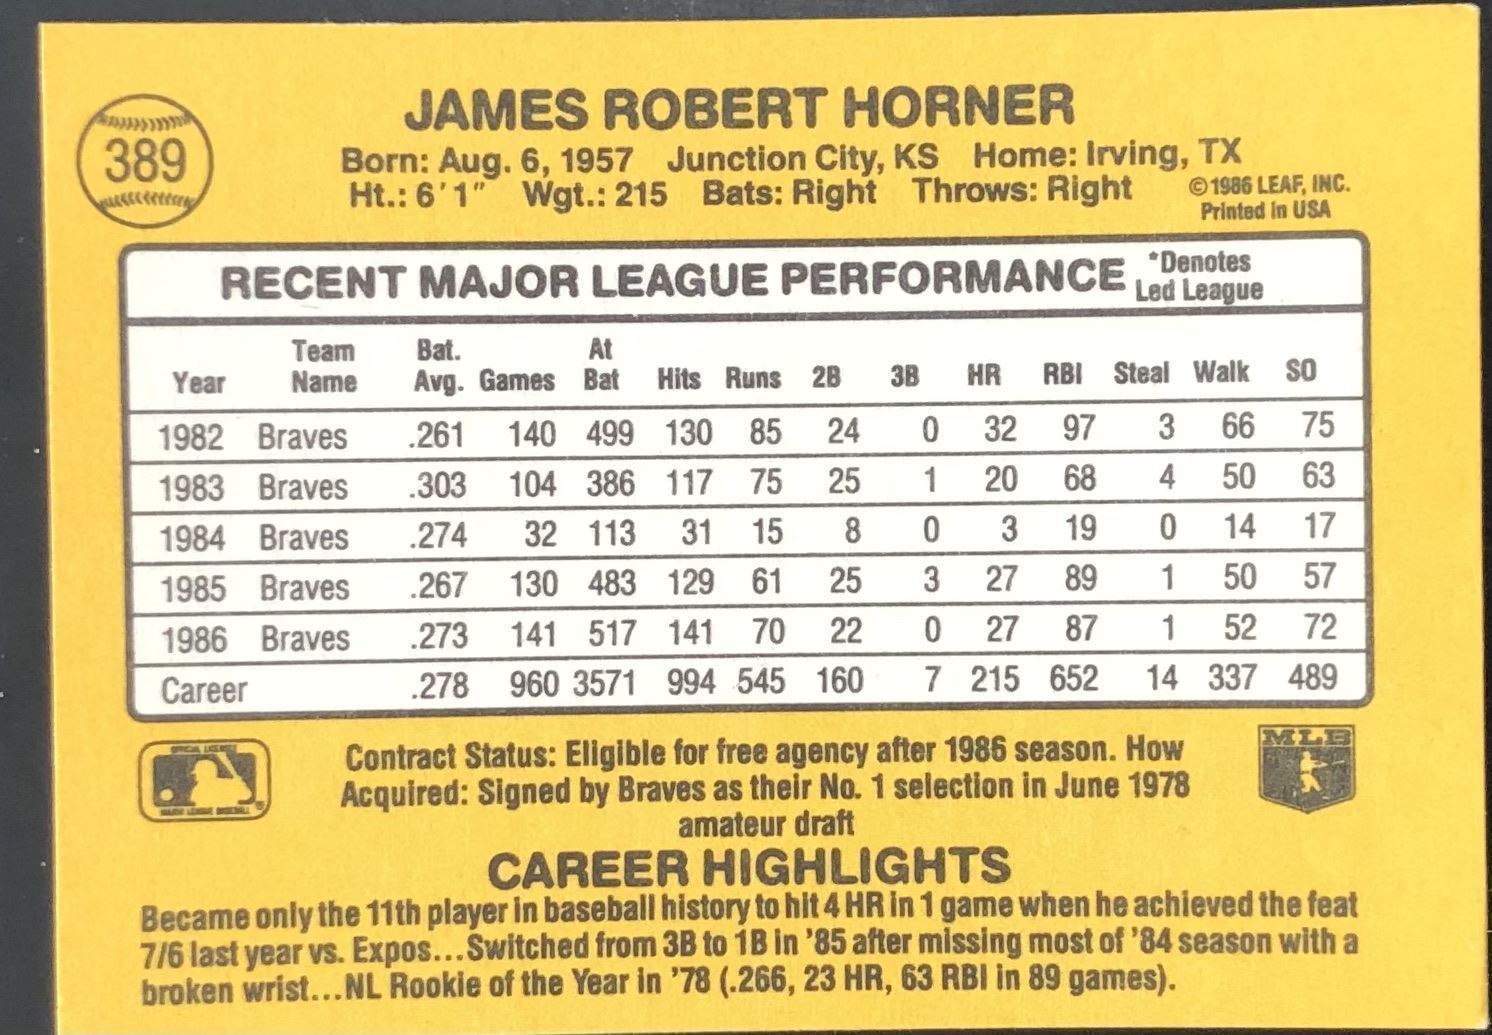 389
JAMES ROBERT HORNER
Born: Aug. 6, 1957 Junction City, KS Home: Irving, TX
Ht.: 6'1" Wgt.: 215 Bats: Right Throws: Right ©1986 LEAF, INC.
Printed in USA
RECENT MAJOR LEAGUE PERFORMANCE *Denotes
Led League
Year Team Name Bat. Avg. Games At Bat Hits Runs 2B 3B HR RBI Steal Walk SO
1982 Braves .261 140 499 130 85 24 0 32 97 3 66 75
1983 Braves .303 104 386 117 75 25 1 20 68 4 50 63
1984 Braves .274 32 113 31 15 8 0 3 19 0 14 17
1985 Braves .267 130 483 129 61 25 3 27 89 1 50 57
1986 Braves .273 141 517 141 70 22 0 27 87 1 52 72
Career .278 960 3571 994 545 160 7 215 652 14 337 489
Contract Status: Eligible for free agency after 1986 season. How
Acquired: Signed by Braves as their No. 1 selection in June 1978
amateur draft
MLB
CAREER HIGHLIGHTS
Became only the 11th player in baseball history to hit 4 HR in 1 game when he achieved the feat
7/6 last year vs. Expos...Switched from 3B to 1B in '85 after missing most of '84 season with a
broken wrist...NL Rookie of the Year in '78 (.266, 23 HR, 63 RBI in 89 games).